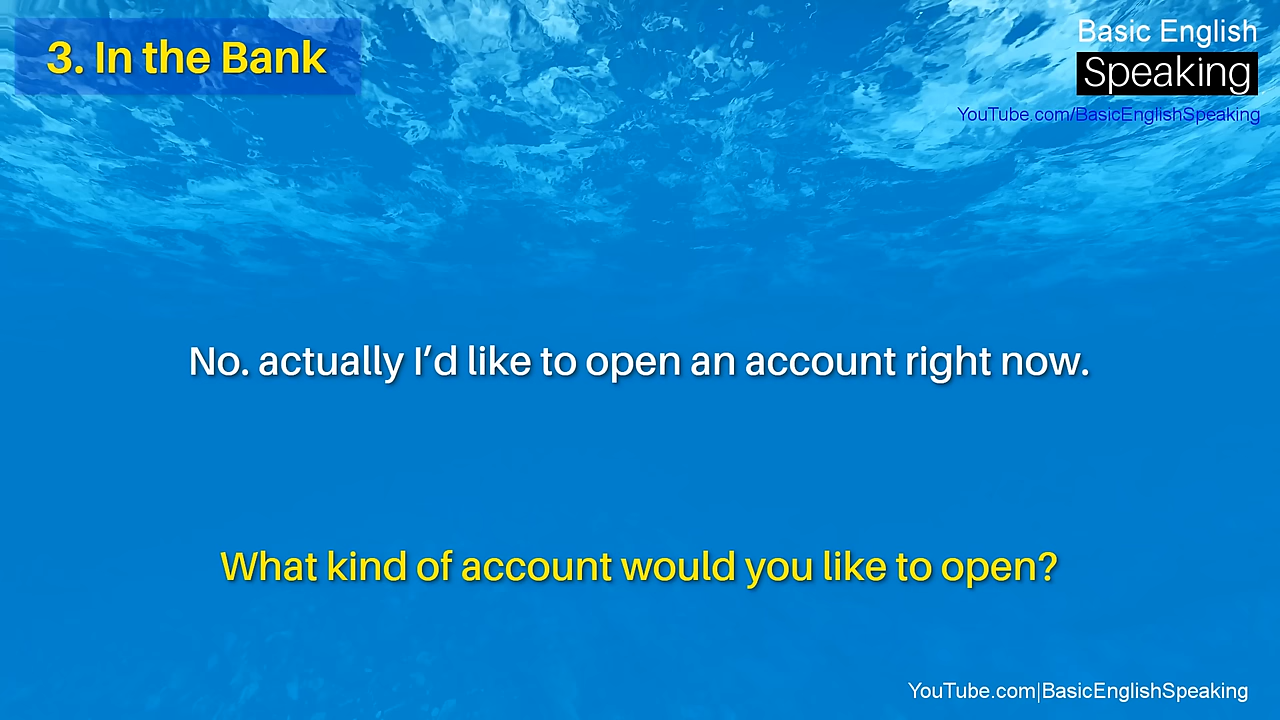 3. In the Bank
Basic English
Speaking
YouTube.com/BasicEnglishSpeaking
No. actually I’d like to open an account right now.
What kind of account would you like to open?
YouTube.com|BasicEnglishSpeaking